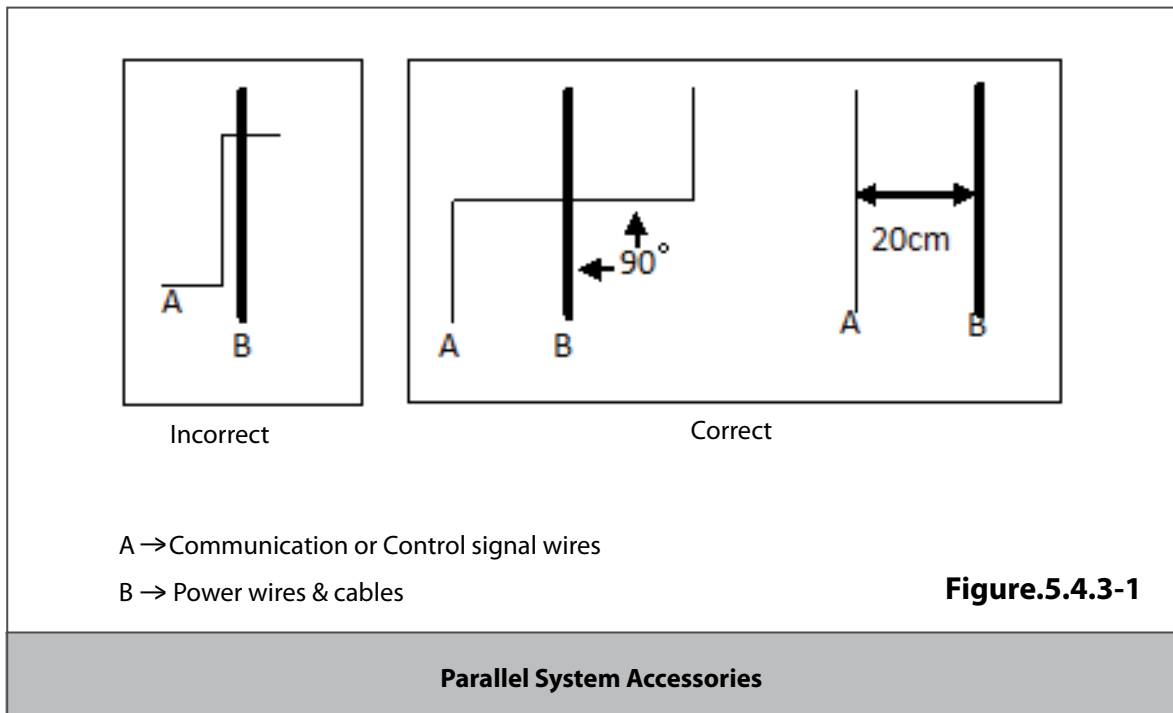 A
B
Incorrect
A
B
90°
20cm
A
B
Correct
A → Communication or Control signal wires
B → Power wires & cables
Figure.5.4.3-1
Parallel System Accessories